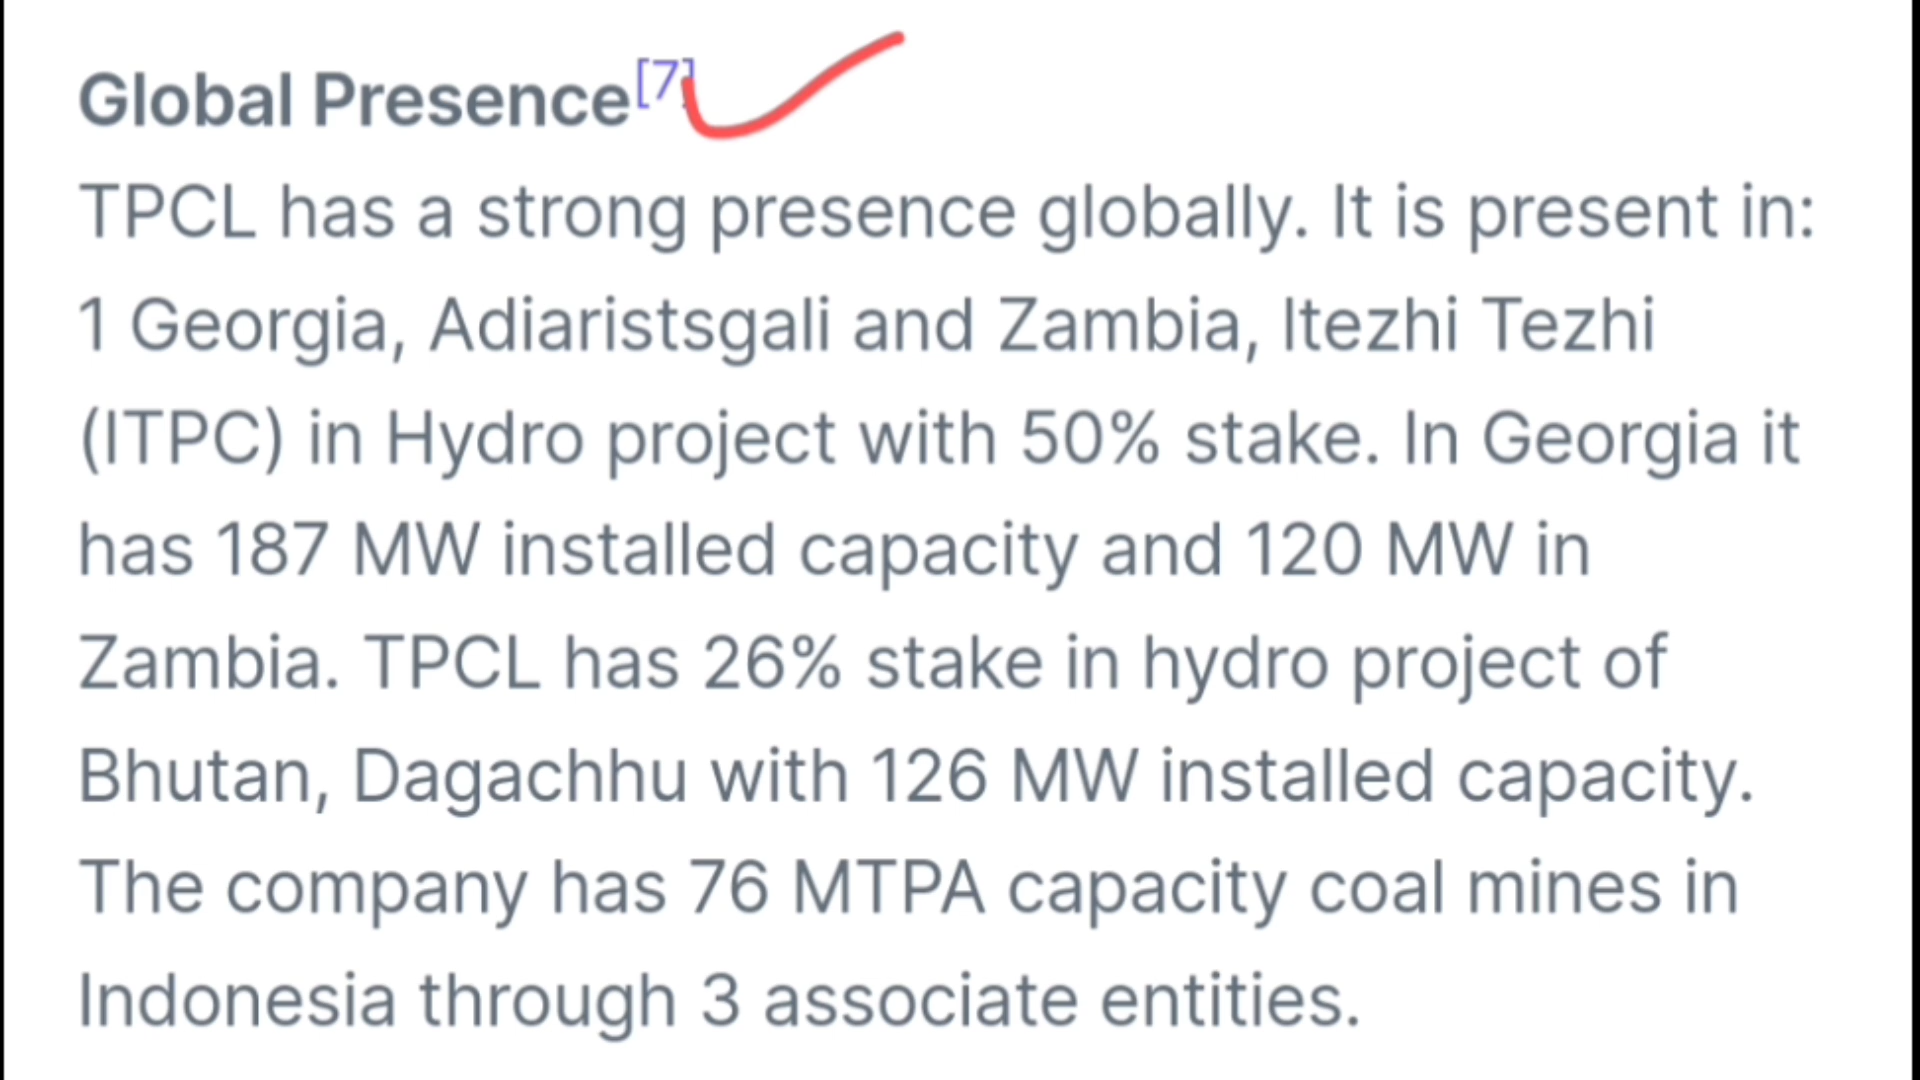 Global Presence[7]
TPCL has a strong presence globally. It is present in:
1 Georgia, Adiaristsgali and Zambia, Itezhi Tezhi
(ITPC) in Hydro project with 50% stake. In Georgia it
has 187 MW installed capacity and 120 MW in
Zambia. TPCL has 26% stake in hydro project of
Bhutan, Dagachhu with 126 MW installed capacity.
The company has 76 MTPA capacity coal mines in
Indonesia through 3 associate entities.